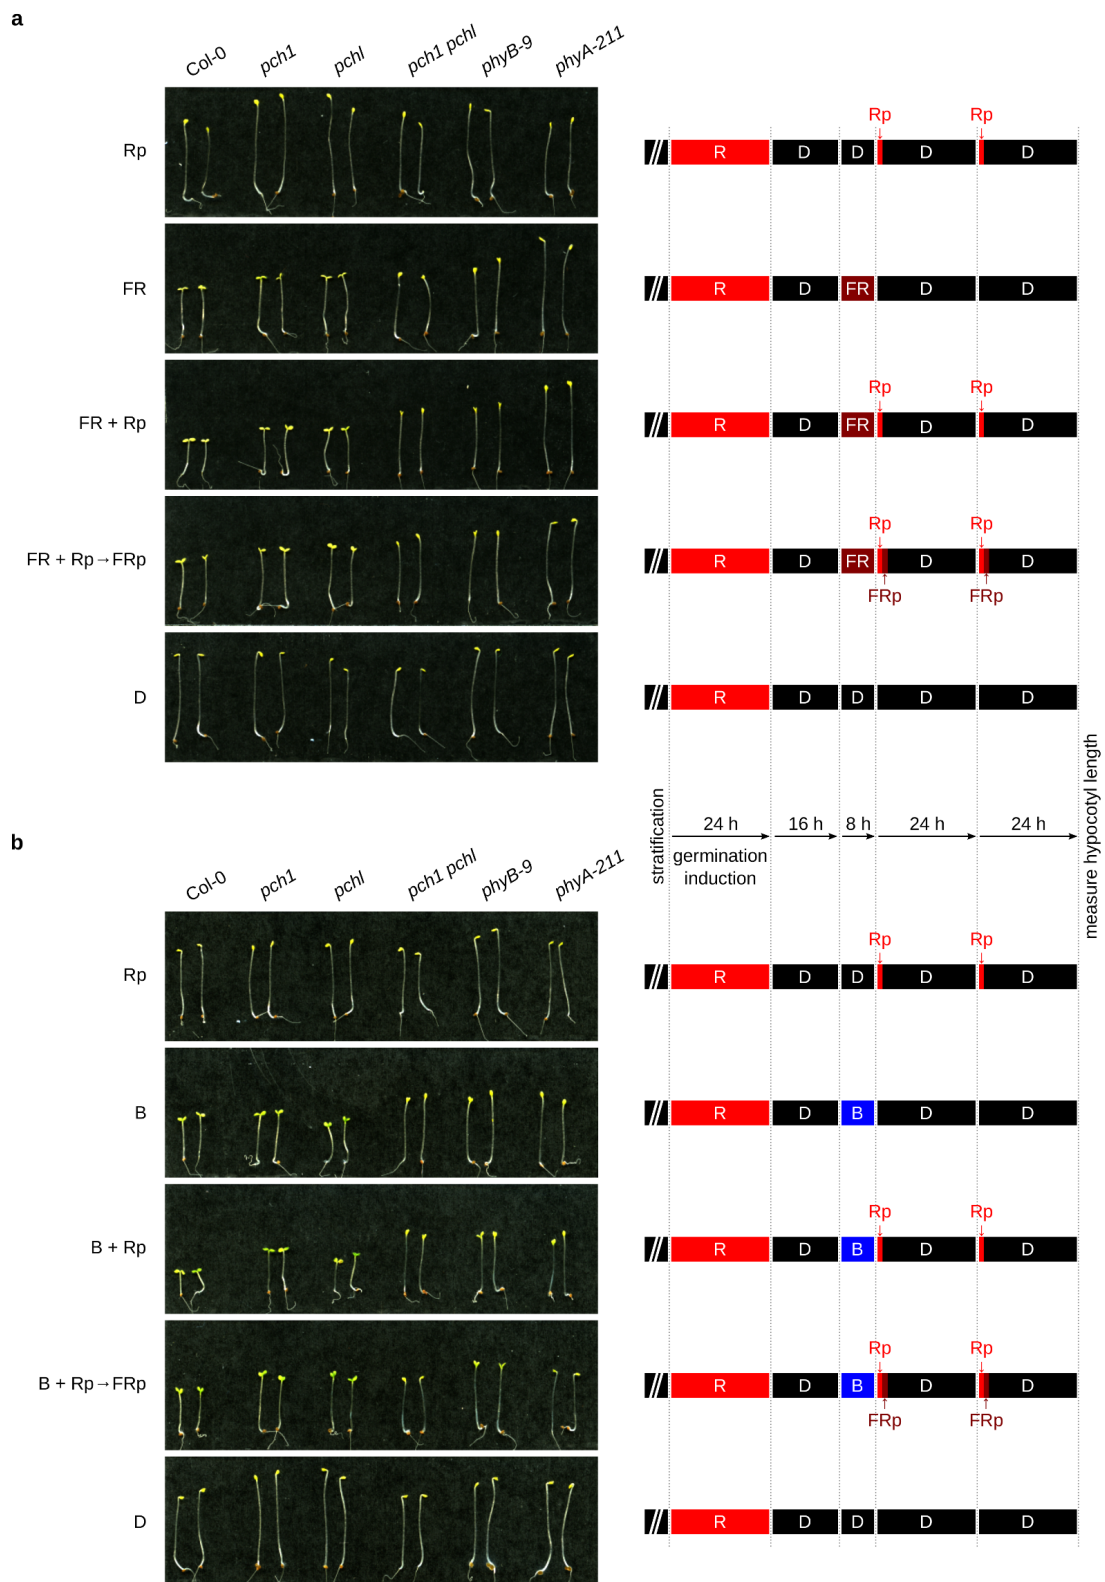 a
Col-0 pch1 pchl pch1 pchl phyB-9 phyA-211
Rp
Rp Rp
R D D D D
FR
R D FR D D
FR + Rp
Rp Rp
R D FR D D
FR + Rp→FRp
Rp Rp
R D FR D D
FRp FRp
D
R D D D D
stratification
24 h 16 h 8 h 24 h 24 h
germination
induction
measure hypocotyl length
b
Col-0 pch1 pchl pch1 pchl phyB-9 phyA-211
Rp
Rp Rp
R D D D D
B
R D B D D
B + Rp
Rp Rp
R D B D D
B + Rp→FRp
Rp Rp
R D B D D
FRp FRp
D
R D D D D